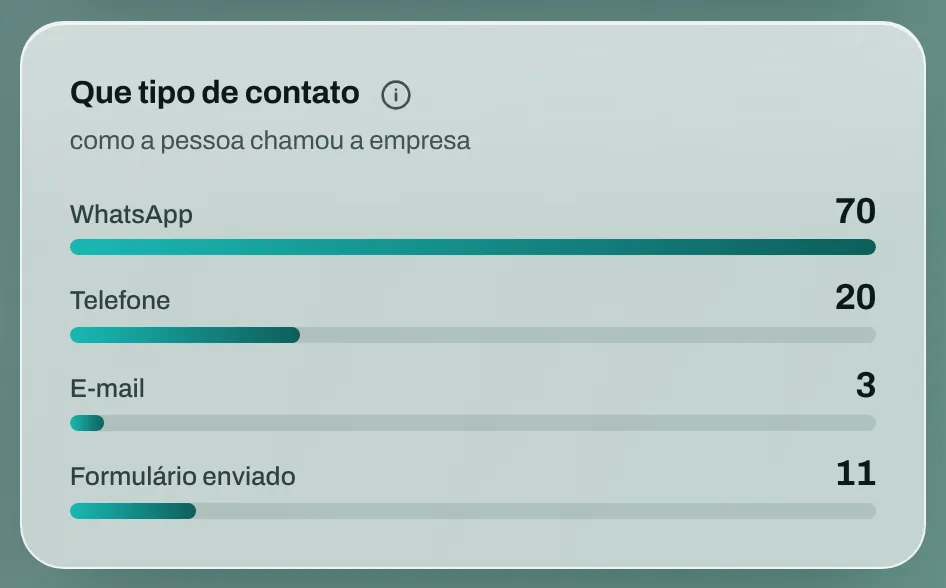 Que tipo de contato
como a pessoa chamou a empresa
WhatsApp 70
Telefone 20
E-mail 3
Formulário enviado 11